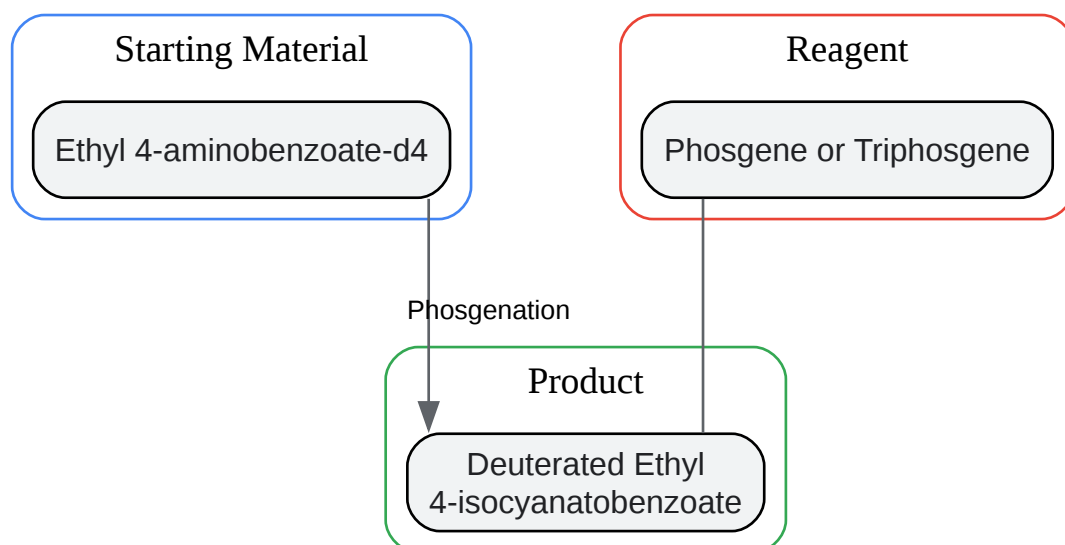 Starting Material
Ethyl 4-aminobenzoate-d4
Reagent
Phosgene or Triphosgene
Phosgenation
Product
Deuterated Ethyl
4-isocyanatobenzoate